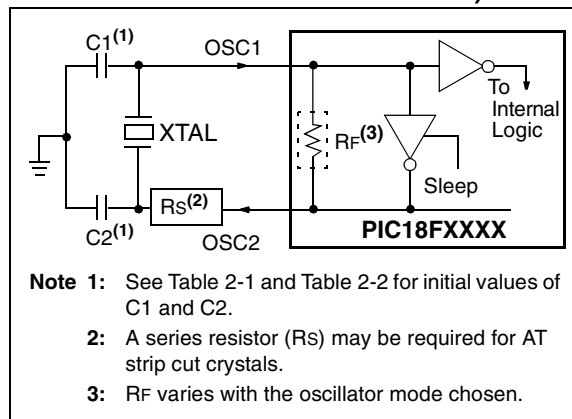 C1(1)
OSC1
To
Internal
Logic
XTAL
RF(3)
Sleep
C2(1)
RS(2)
OSC2
PIC18FXXXX
Note 1: See Table 2-1 and Table 2-2 for initial values of
C1 and C2.
2: A series resistor (RS) may be required for AT
strip cut crystals.
3: RF varies with the oscillator mode chosen.